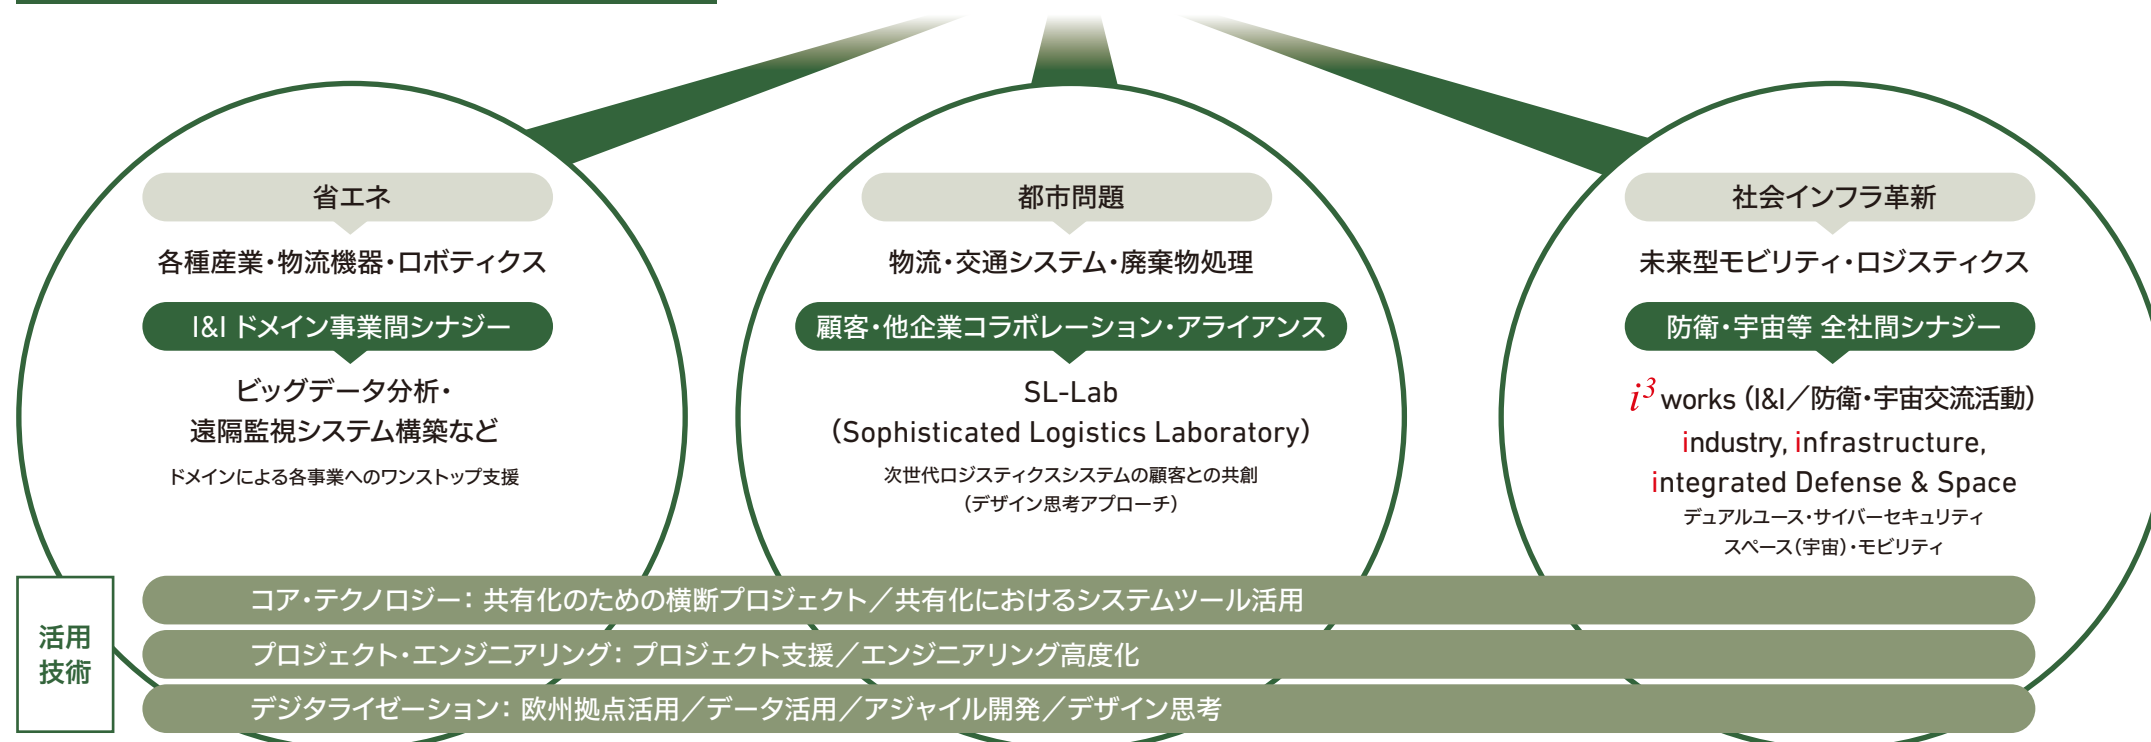 省エネ
各種産業・物流機器・ロボティクス
I&I ドメイン事業間シナジー
ビッグデータ分析・
遠隔監視システム構築など
ドメインによる各事業へのワンストップ支援
都市問題
物流・交通システム・廃棄物処理
顧客・他企業コラボレーション・アライアンス
SL-Lab
（Sophisticated Logistics Laboratory）
次世代ロジスティクスシステムの顧客との共創
（デザイン思考アプローチ）
社会インフラ革新
未来型モビリティ・ロジスティクス
防衛・宇宙等 全社間シナジー
i³ works（I&I／防衛・宇宙交流活動）
industry, infrastructure,
integrated Defense & Space
デュアルユース・サイバーセキュリティ
スペース（宇宙）・モビリティ
活用
技術
コア・テクノロジー：共有化のための横断プロジェクト／共有化におけるシステムツール活用
プロジェクト・エンジニアリング：プロジェクト支援／エンジニアリング高度化
デジタライゼーション：欧州拠点活用／データ活用／アジャイル開発／デザイン思考